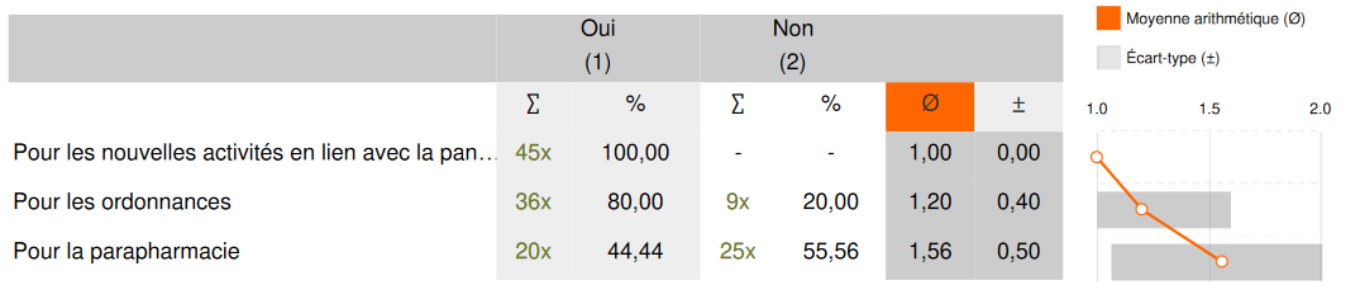 Oui Non
(1) (2)
Σ % Σ % Ø ±
Pour les nouvelles activités en lien avec la pan... 45x 100,00 - - 1,00 0,00
Pour les ordonnances 36x 80,00 9x 20,00 1,20 0,40
Pour la parapharmacie 20x 44,44 25x 55,56 1,56 0,50
Moyenne arithmétique (Ø)
Écart-type (±)
1.0 1.5 2.0